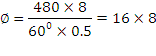 ∅ = (480 × 8) / (60⁰ × 0.5) = 16 × 8